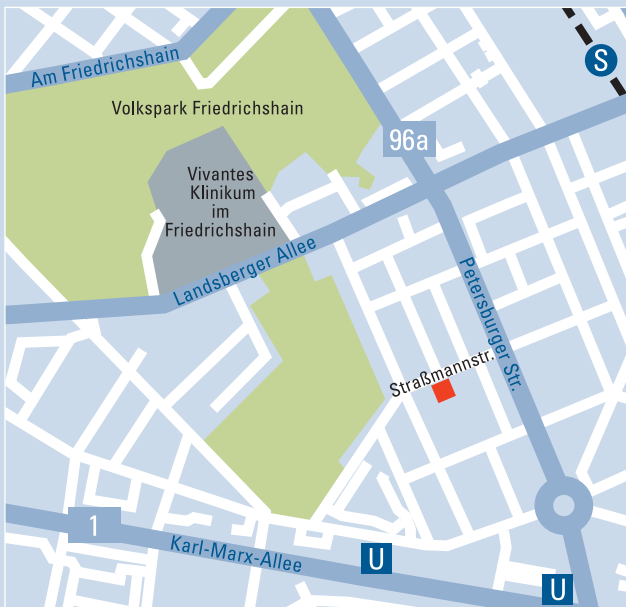 S
Am Friedrichshain
Volkspark Friedrichshain
96a
Vivantes
Klinikum
im
Friedrichshain
Landsberger Allee
Petersburger Str.
Straßmannstr.
1
Karl-Marx-Allee
U
U